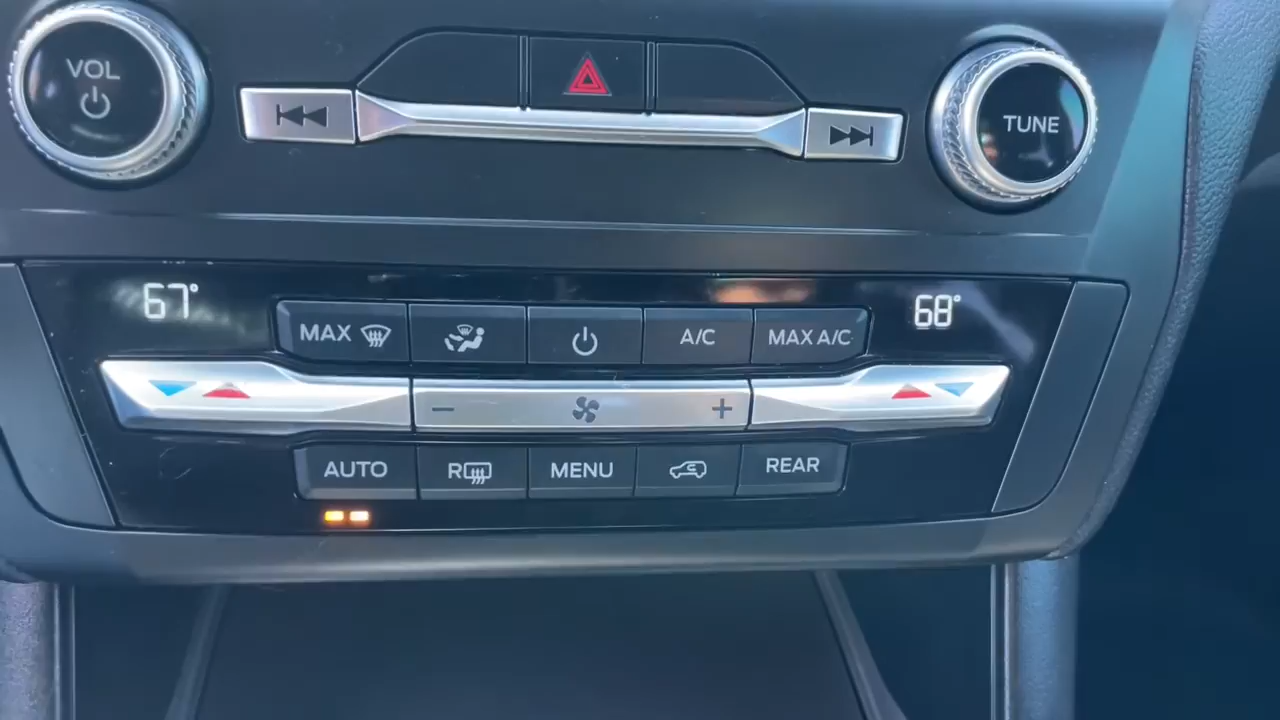 VOL
TUNE
67°
68°
MAX
A/C
MAX A/C
- +
AUTO
R
MENU
REAR